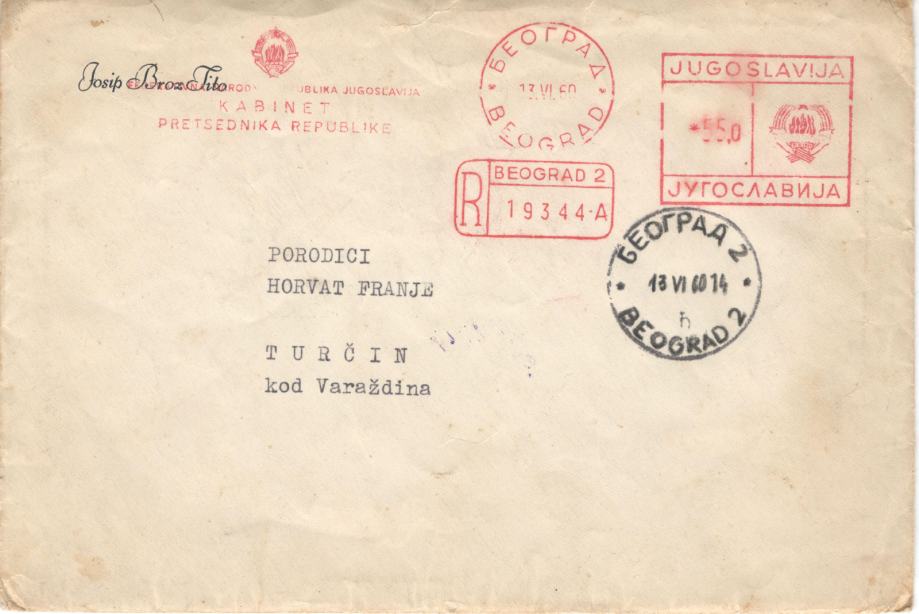 Josip Broz Tito
UBLIKA JUGOSLAVIJA
KABINET
PRETSEDNIKA REPUBLIKE
БЕОГРАД
13.VI.60
BEOGRAD
JUGOSLAVIJA
*55,0
ЈУГОСЛАВИЈА
R
BEOGRAD 2
19344-A
БЕОГРАД 2
13 VI 60 14
ћ
BEOGRAD 2
PORODICI
HORVAT FRANJE
TURČIN
kod Varaždina